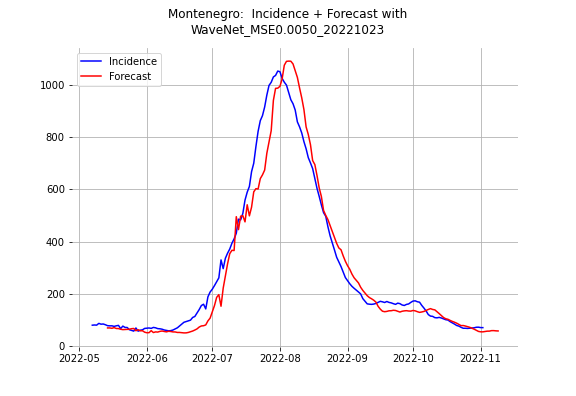 Montenegro:  Incidence + Forecast with
WaveNet_MSE0.0050_20221023
Incidence
Forecast
1000
800
600
400
200
0
2022-05 2022-06 2022-07 2022-08 2022-09 2022-10 2022-11